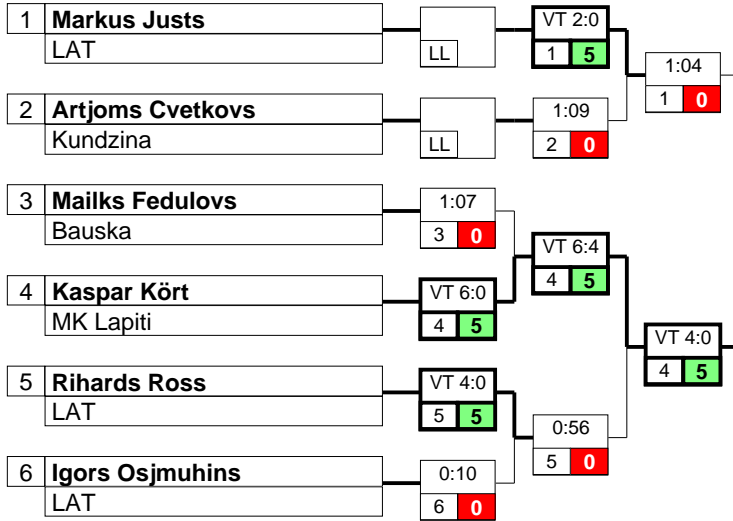 1 Markus Justs VT 2:0
LAT LL 1 5
1:04
1 0
2 Artjoms Cvetkovs 1:09
Kundzina LL 2 0
3 Mailks Fedulovs 1:07
Bauska 3 0
VT 6:4
4 5
4 Kaspar Kört VT 6:0
MK Lapiti 4 5
VT 4:0
4 5
5 Rihards Ross VT 4:0
LAT 5 5
0:56
5 0
6 Igors Osjmuhins 0:10
LAT 6 0